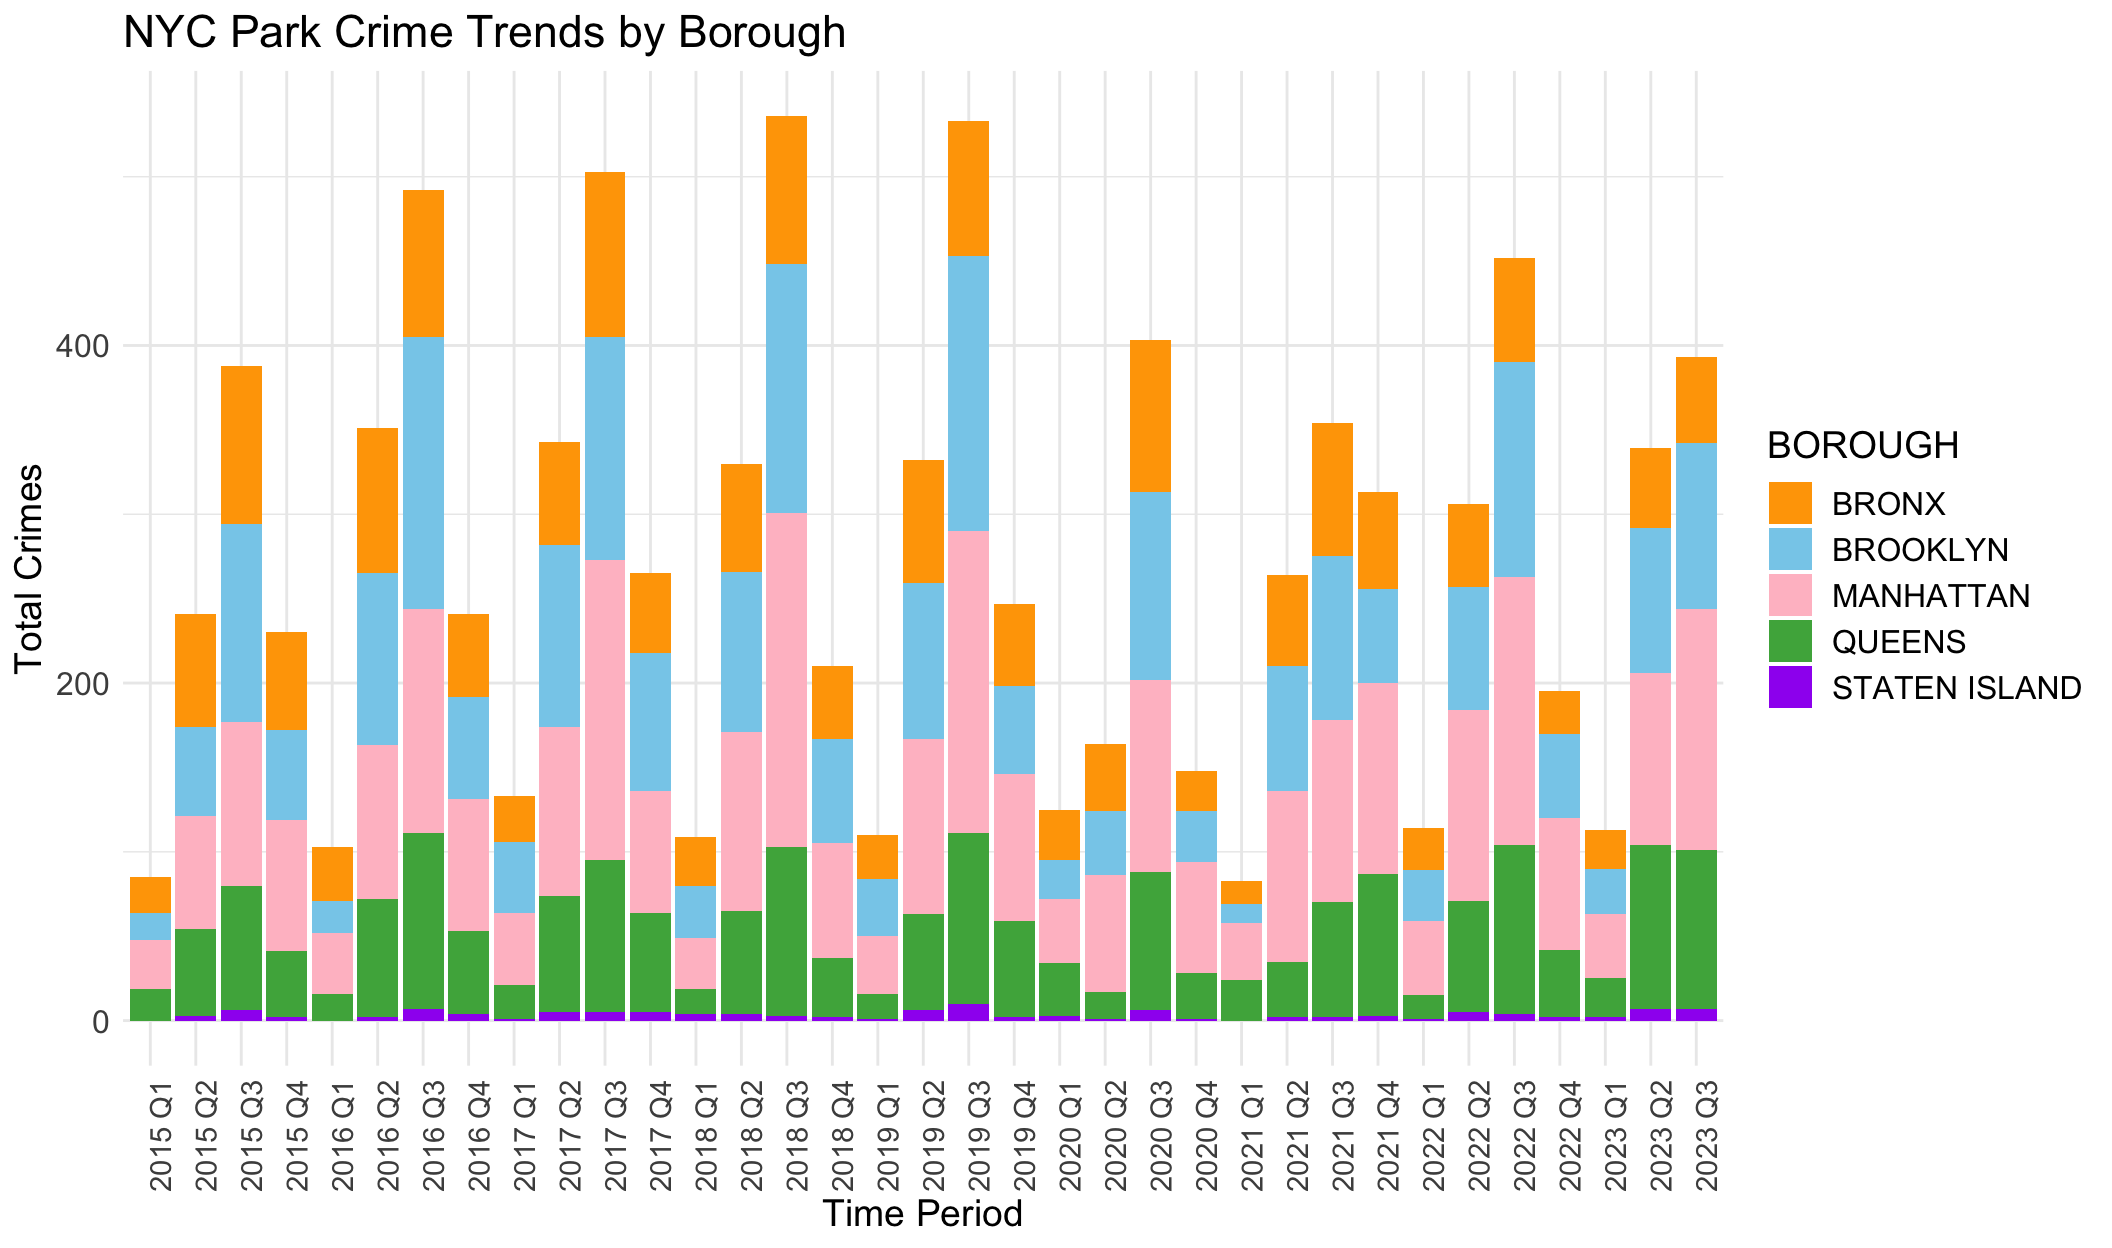 NYC Park Crime Trends by Borough
Total Crimes
400
200
0
2015 Q1
2015 Q2
2015 Q3
2015 Q4
2016 Q1
2016 Q2
2016 Q3
2016 Q4
2017 Q1
2017 Q2
2017 Q3
2017 Q4
2018 Q1
2018 Q2
2018 Q3
2018 Q4
2019 Q1
2019 Q2
2019 Q3
2019 Q4
2020 Q1
2020 Q2
2020 Q3
2020 Q4
2021 Q1
2021 Q2
2021 Q3
2021 Q4
2022 Q1
2022 Q2
2022 Q3
2022 Q4
2023 Q1
2023 Q2
2023 Q3
Time Period
BOROUGH
BRONX
BROOKLYN
MANHATTAN
QUEENS
STATEN ISLAND